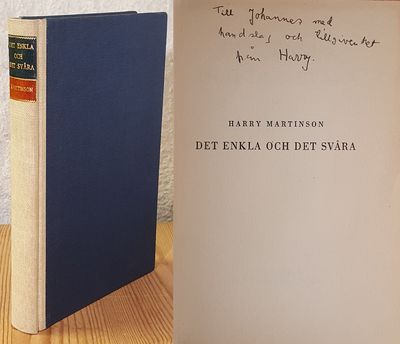 DET ENKLA
OCH
DET SVÅRA
MARTINSON
Till Johannes med
handslag och tillgivenhet
från Harry.
HARRY MARTINSON
DET ENKLA OCH DET SVÅRA